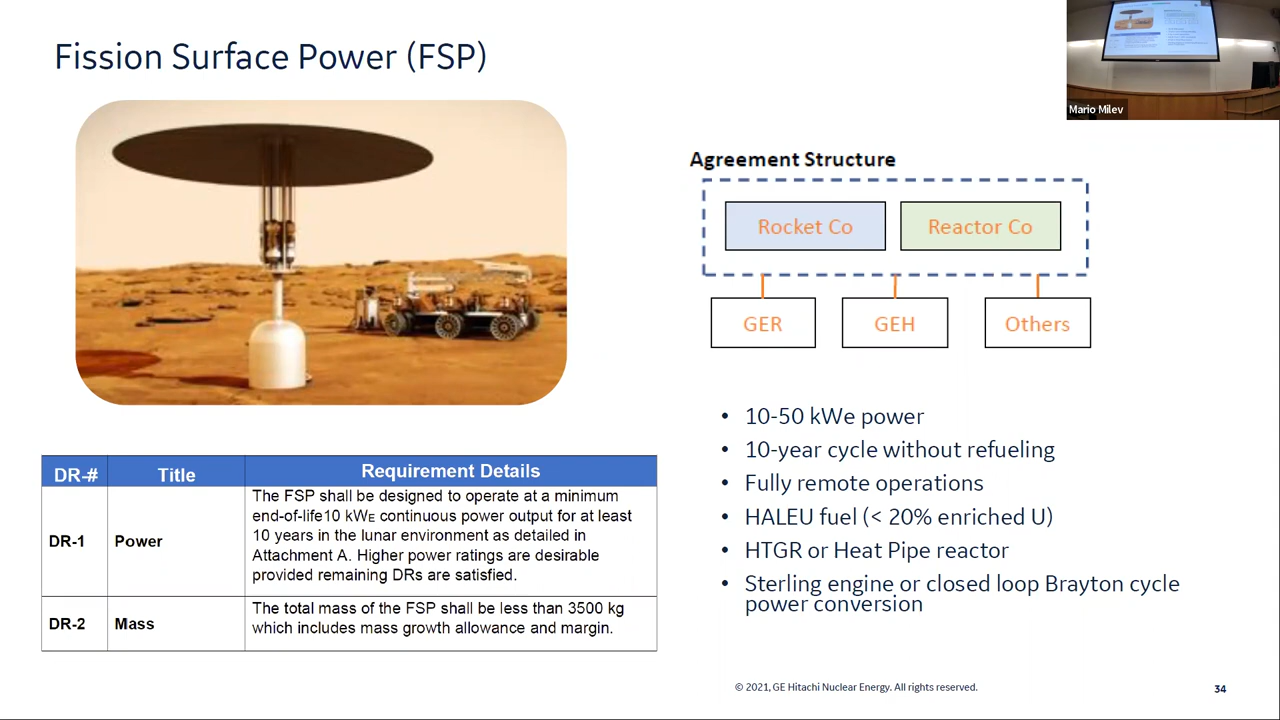 Fission Surface Power (FSP)
Mario Milev
Agreement Structure
Rocket Co
Reactor Co
GER
GEH
Others
• 10-50 kWe power
• 10-year cycle without refueling
• Fully remote operations
• HALEU fuel (< 20% enriched U)
• HTGR or Heat Pipe reactor
• Sterling engine or closed loop Brayton cycle
power conversion
DR-# Title Requirement Details
DR-1 Power
The FSP shall be designed to operate at a minimum
end-of-life10 kWE continuous power output for at least
10 years in the lunar environment as detailed in
Attachment A. Higher power ratings are desirable
provided remaining DRs are satisfied.
DR-2 Mass
The total mass of the FSP shall be less than 3500 kg
which includes mass growth allowance and margin.
© 2021, GE Hitachi Nuclear Energy. All rights reserved.
34